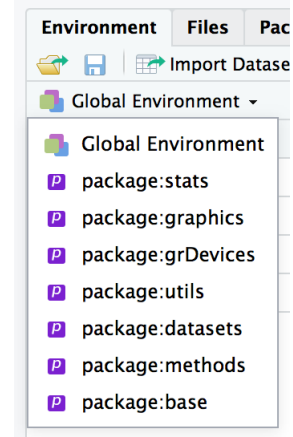 Environment Files Pac
Import Datase
Global Environment
Global Environment
package:stats
package:graphics
package:grDevices
package:utils
package:datasets
package:methods
package:base